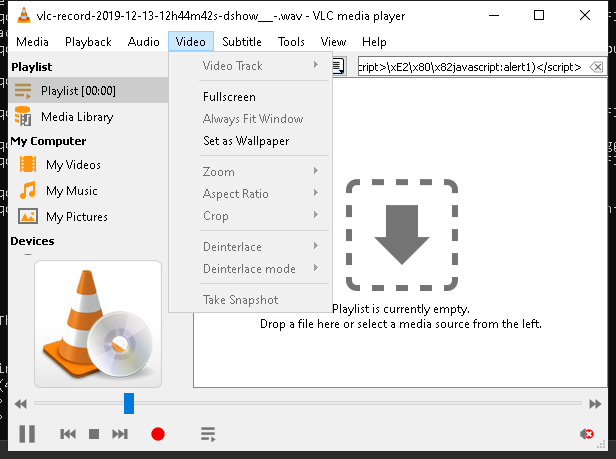 vlc-record-2019-12-13-12h44m42s-dshow__-.wav - VLC media player
Media Playback Audio Video Subtitle Tools View Help
Playlist
Playlist [00:00]
Media Library
My Computer
My Videos
My Music
My Pictures
Devices
Video Track
Fullscreen
Always Fit Window
Set as Wallpaper
Zoom
Aspect Ratio
Crop
Deinterlace
Deinterlace mode
Take Snapshot
cript>\xE2\x80\x82javascript:alert1)</script>
Playlist is currently empty.
Drop a file here or select a media source from the left.